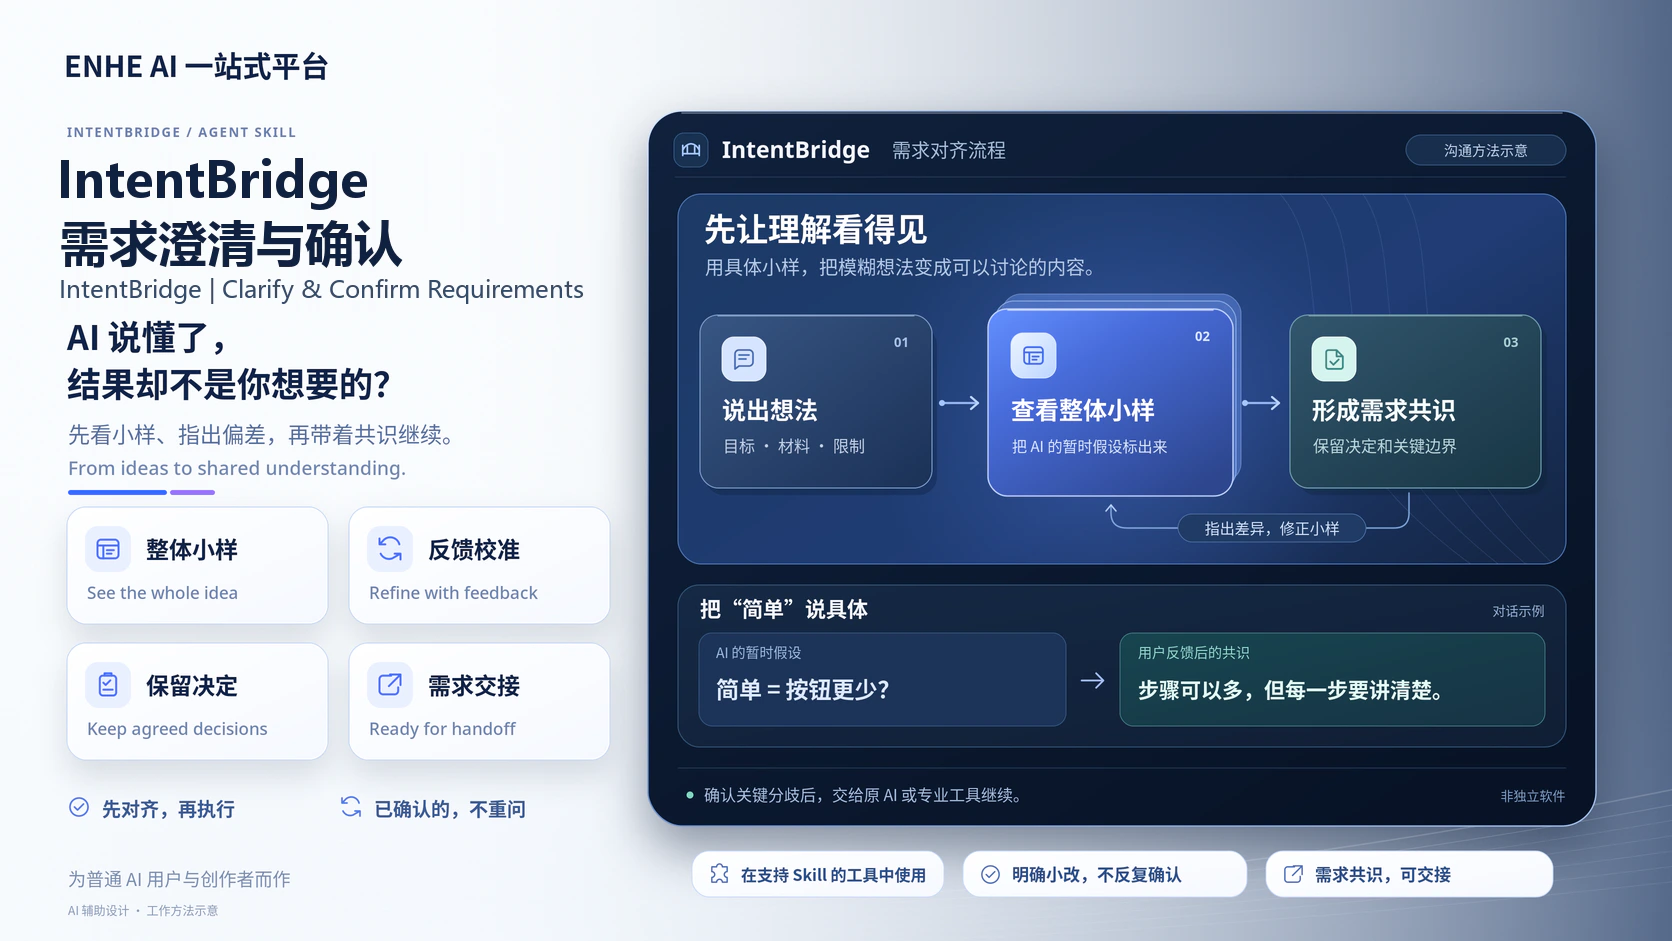 ENHE AI 一站式平台
INTENTBRIDGE / AGENT SKILL
IntentBridge
需求澄清与确认
IntentBridge | Clarify & Confirm Requirements
AI 说懂了，
结果却不是你想要的？
先看小样、指出偏差，再带着共识继续。
From ideas to shared understanding.
整体小样
See the whole idea
反馈校准
Refine with feedback
保留决定
Keep agreed decisions
需求交接
Ready for handoff
先对齐，再执行
已确认的，不重问
为普通 AI 用户与创作者而作
AI 辅助设计 · 工作方法示意
IntentBridge 需求对齐流程
沟通方法示意
先让理解看得见
用具体小样，把模糊想法变成可以讨论的内容。
01
说出想法
目标 · 材料 · 限制
02
查看整体小样
把 AI 的暂时假设标出来
03
形成需求共识
保留决定和关键边界
指出差异，修正小样
把“简单”说具体
对话示例
AI 的暂时假设
简单 = 按钮更少？
用户反馈后的共识
步骤可以多，但每一步要讲清楚。
确认关键分歧后，交给原 AI 或专业工具继续。
非独立软件
在支持 Skill 的工具中使用
明确小改，不反复确认
需求共识，可交接